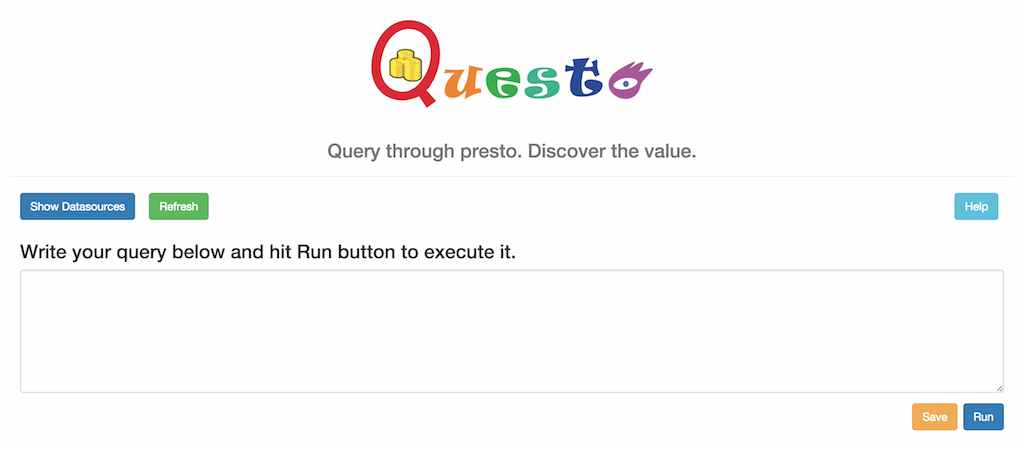 Questo
Query through presto. Discover the value.
Show Datasources Refresh Help
Write your query below and hit Run button to execute it.
Save Run